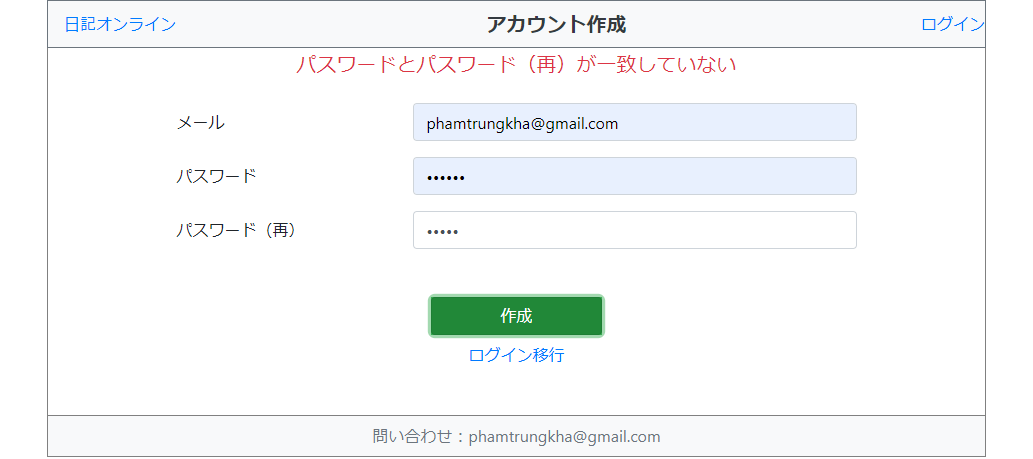 日記オンライン アカウント作成 ログイン
パスワードとパスワード（再）が一致していない
メール phamtrungkha@gmail.com
パスワード ••••••
パスワード（再） •••••
作成
ログイン移行
問い合わせ：phamtrungkha@gmail.com